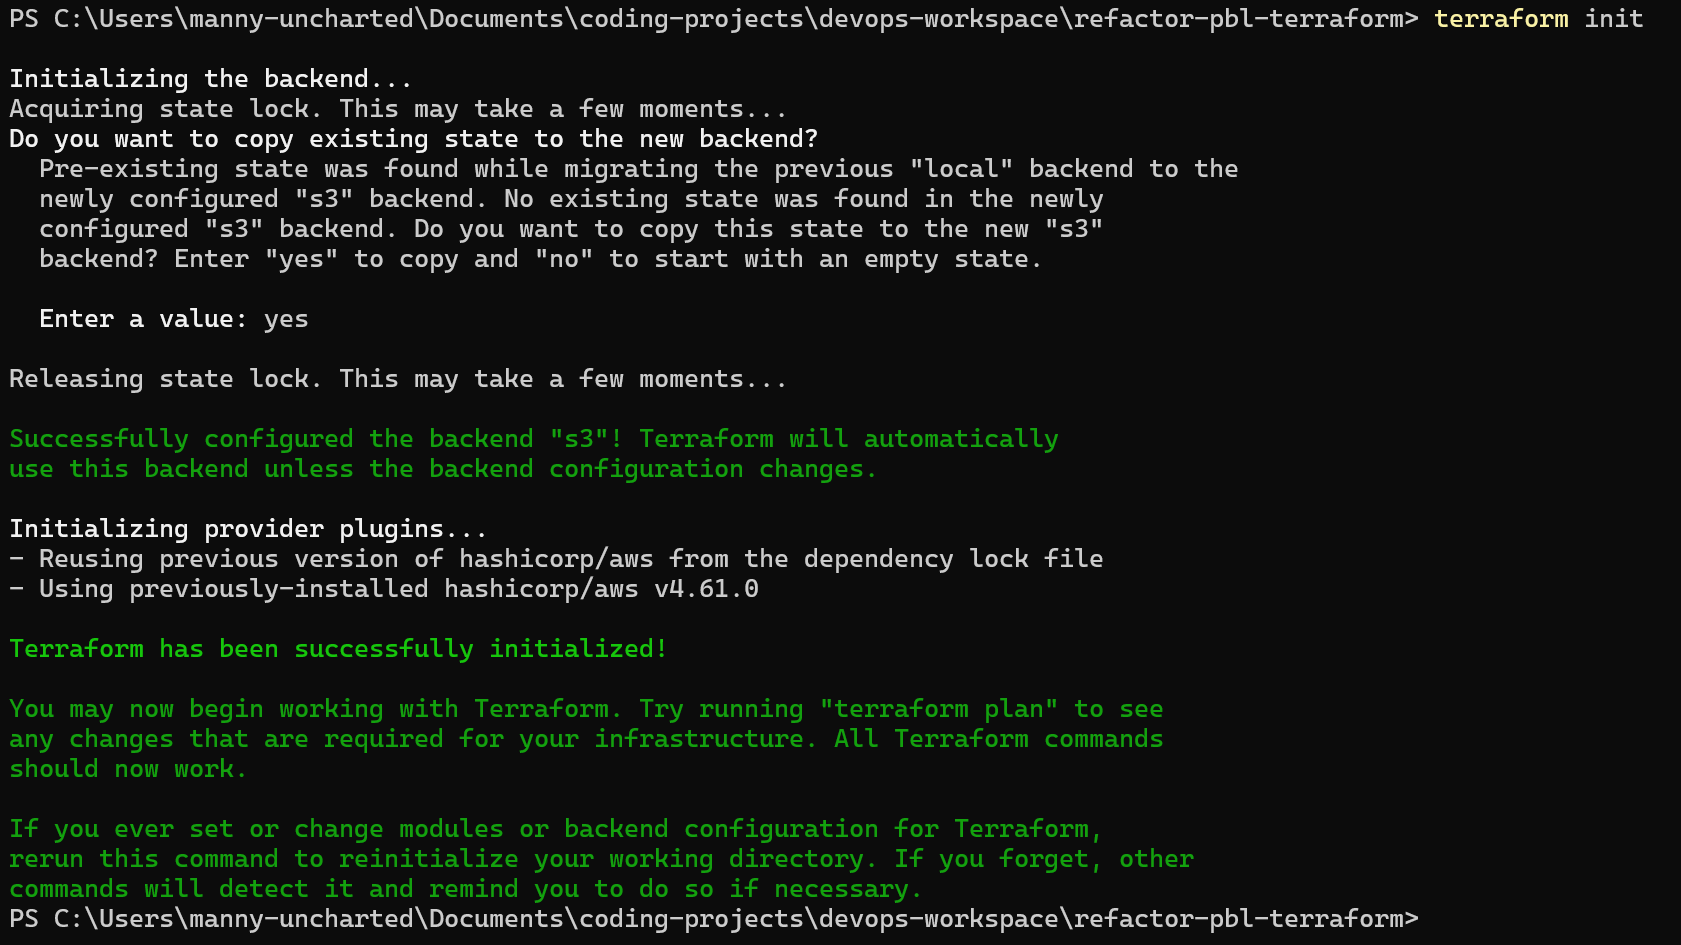 PS C:\Users\manny-uncharted\Documents\coding-projects\devops-workspace\refactor-pbl-terraform> terraform init
Initializing the backend...
Acquiring state lock. This may take a few moments...
Do you want to copy existing state to the new backend?
  Pre-existing state was found while migrating the previous "local" backend to the
  newly configured "s3" backend. No existing state was found in the newly
  configured "s3" backend. Do you want to copy this state to the new "s3"
  backend? Enter "yes" to copy and "no" to start with an empty state.
  Enter a value: yes
Releasing state lock. This may take a few moments...
Successfully configured the backend "s3"! Terraform will automatically
use this backend unless the backend configuration changes.
Initializing provider plugins...
- Reusing previous version of hashicorp/aws from the dependency lock file
- Using previously-installed hashicorp/aws v4.61.0
Terraform has been successfully initialized!
You may now begin working with Terraform. Try running "terraform plan" to see
any changes that are required for your infrastructure. All Terraform commands
should now work.
If you ever set or change modules or backend configuration for Terraform,
rerun this command to reinitialize your working directory. If you forget, other
commands will detect it and remind you to do so if necessary.
PS C:\Users\manny-uncharted\Documents\coding-projects\devops-workspace\refactor-pbl-terraform>